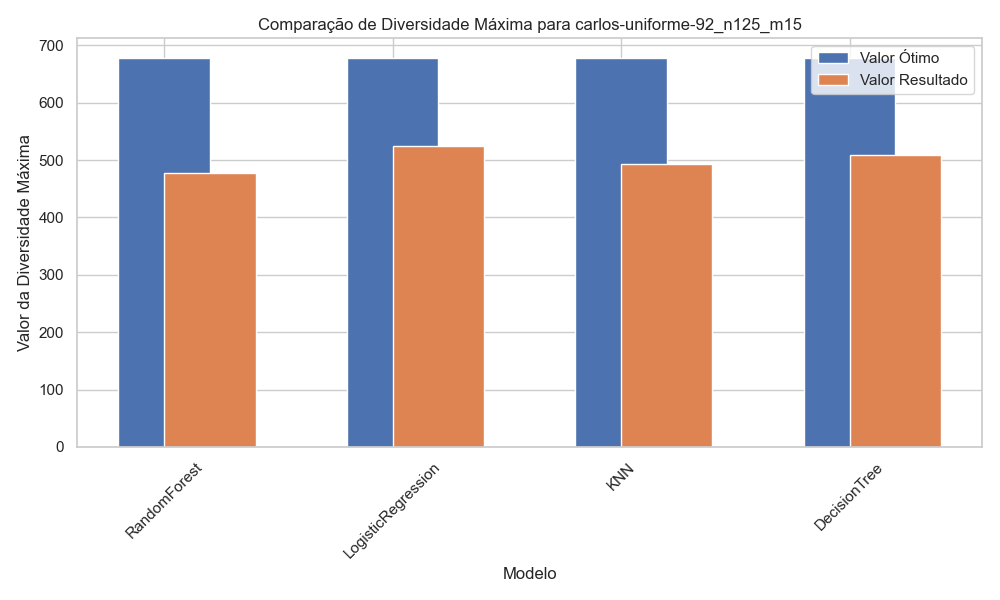 Comparação de Diversidade Máxima para carlos-uniforme-92_n125_m15
Valor Ótimo
Valor Resultado
Valor da Diversidade Máxima
700
600
500
400
300
200
100
0
RandomForest
LogisticRegression
KNN
DecisionTree
Modelo